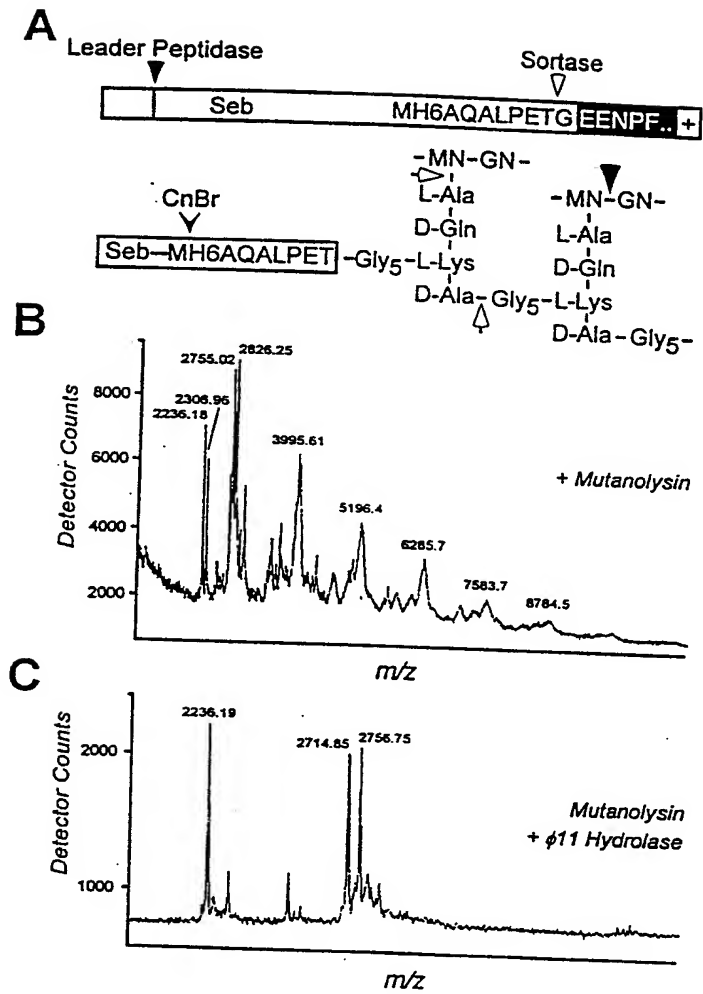 A
Leader Peptidase
Sortase
Seb
MH6AQALPETG
EENPF..
+
-MN-GN-
L-Ala
D-Gln
CnBr
Seb-MH6AQALPET
-Gly5-L-Lys
D-Ala-Gly5-L-Lys
-MN-GN-
L-Ala
D-Gln
D-Ala-Gly5-
B
Detector Counts
8000
6000
4000
2000
2236.18
2306.96
2755.02
2826.25
3995.61
5196.4
6285.7
7583.7
8784.5
+ Mutanolysin
m/z
C
Detector Counts
2000
1000
2236.19
2714.85
2756.75
Mutanolysin
+ ϕ11 Hydrolase
m/z